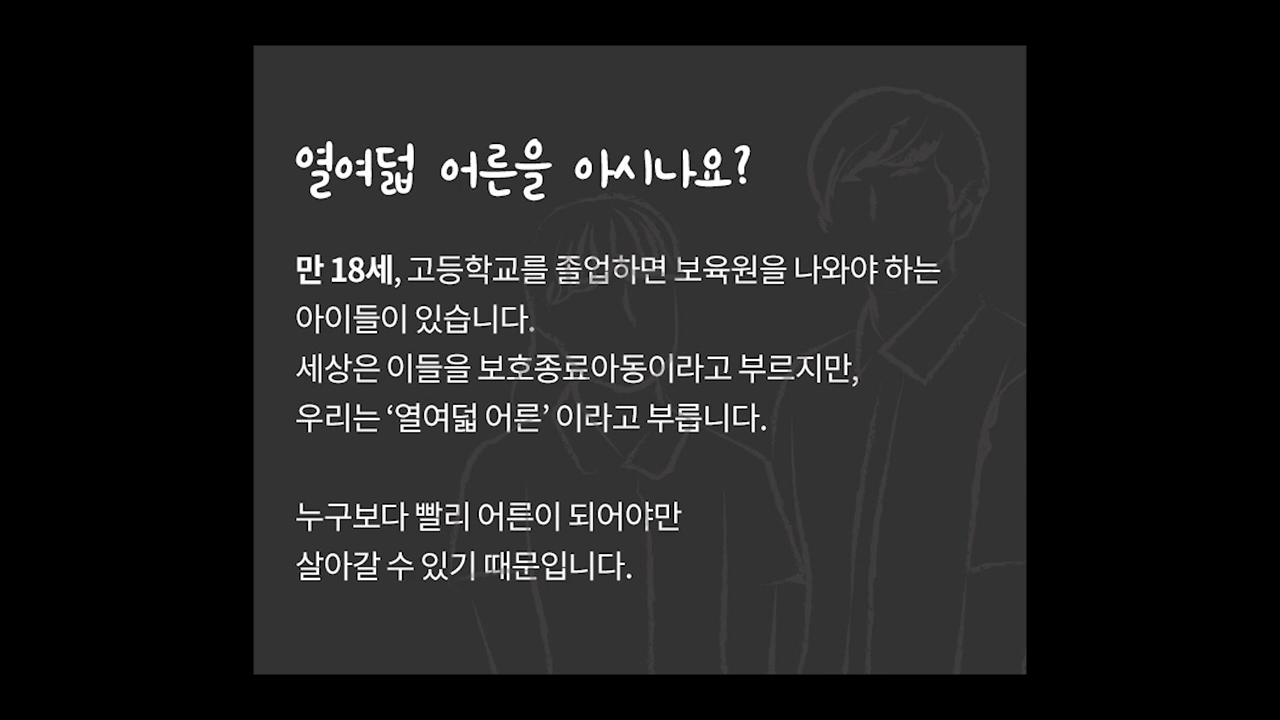 열여덟 어른을 아시나요?
만 18세, 고등학교를 졸업하면 보육원을 나와야 하는
아이들이 있습니다.
세상은 이들을 보호종료아동이라고 부르지만,
우리는 ‘열여덟 어른’ 이라고 부릅니다.
누구보다 빨리 어른이 되어야만
살아갈 수 있기 때문입니다.